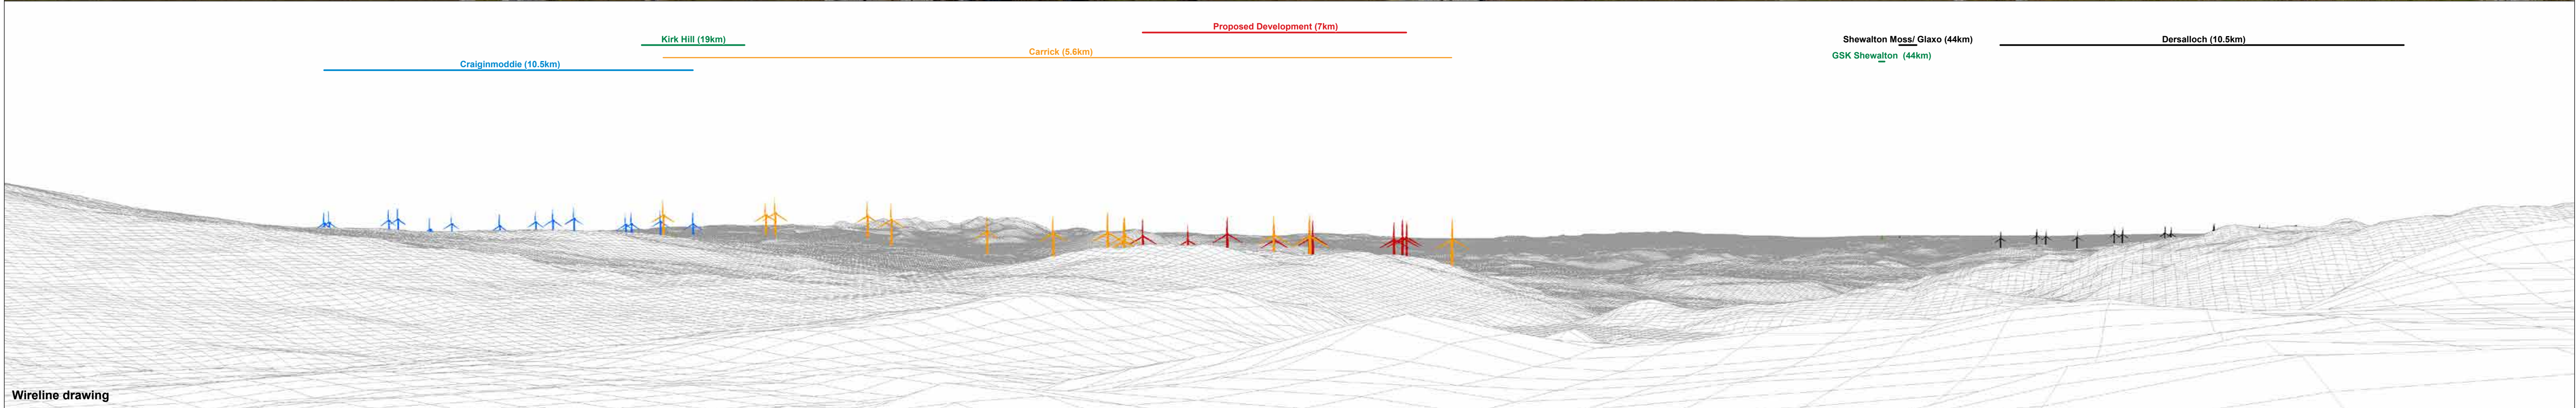 Proposed Development (7km)
Kirk Hill (19km)
Shewalton Moss/ Glaxo (44km)
Dersalloch (10.5km)
Carrick (5.6km)
GSK Shewalton (44km)
Craiginmoddie (10.5km)
Wireline drawing